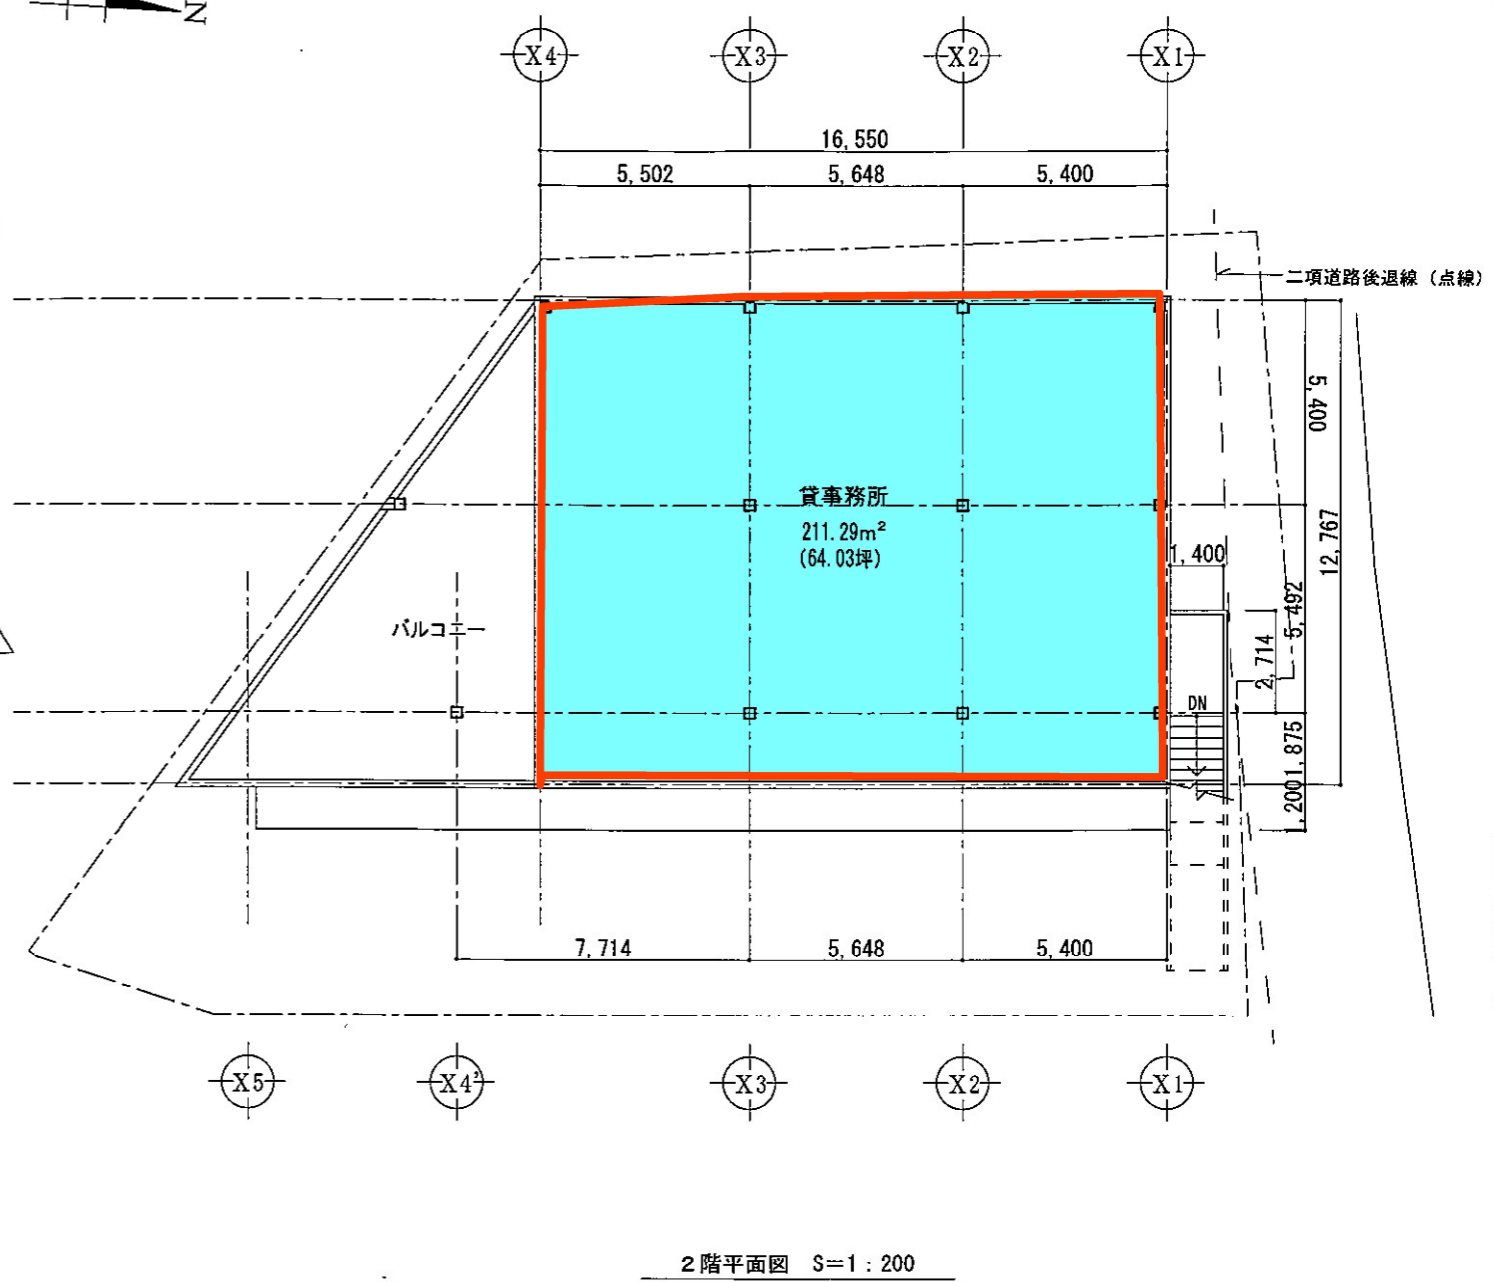 N
X4 X3 X2 X1
16,550
5,502 5,648 5,400
二項道路後退線（点線）
5,400
12,767
貸事務所
211.29m²
(64.03坪)
1,400
5,492
2,714
バルコニー
DN
1,875
1,200
7,714 5,648 5,400
X5 X4' X3 X2 X1
2階平面図 S=1:200